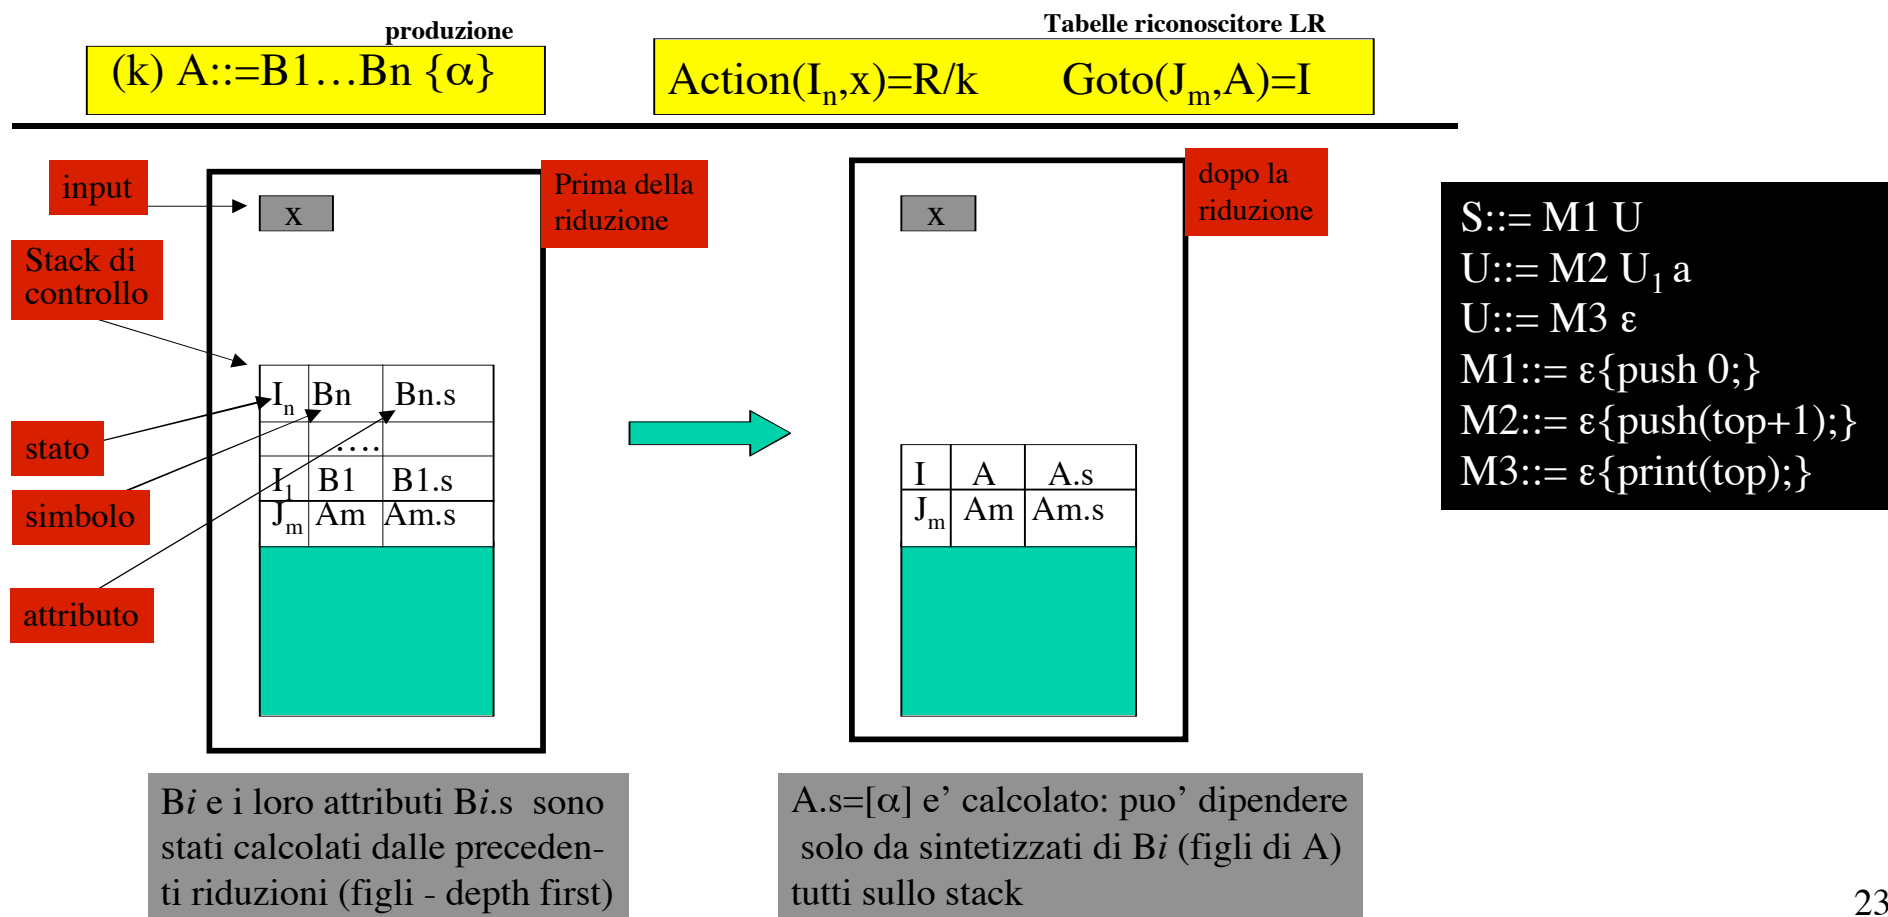 produzione
Tabelle riconoscitore LR
(k) A::=B1…Bn {α}
Action(Iₙ,x)=R/k Goto(Jₘ,A)=I
input
x
Prima della
riduzione
x
dopo la
riduzione
Stack di
controllo
Iₙ Bn Bn.s
stato
….
I₁ B1 B1.s
simbolo
Jₘ Am Am.s
attributo
I A A.s
Jₘ Am Am.s
S::= M1 U
U::= M2 U₁ a
U::= M3 ε
M1::= ε{push 0;}
M2::= ε{push(top+1);}
M3::= ε{print(top);}
Bi e i loro attributi Bi.s sono
stati calcolati dalle preceden-
ti riduzioni (figli - depth first)
A.s=[α] e’ calcolato: puo’ dipendere
solo da sintetizzati di Bi (figli di A)
tutti sullo stack
23